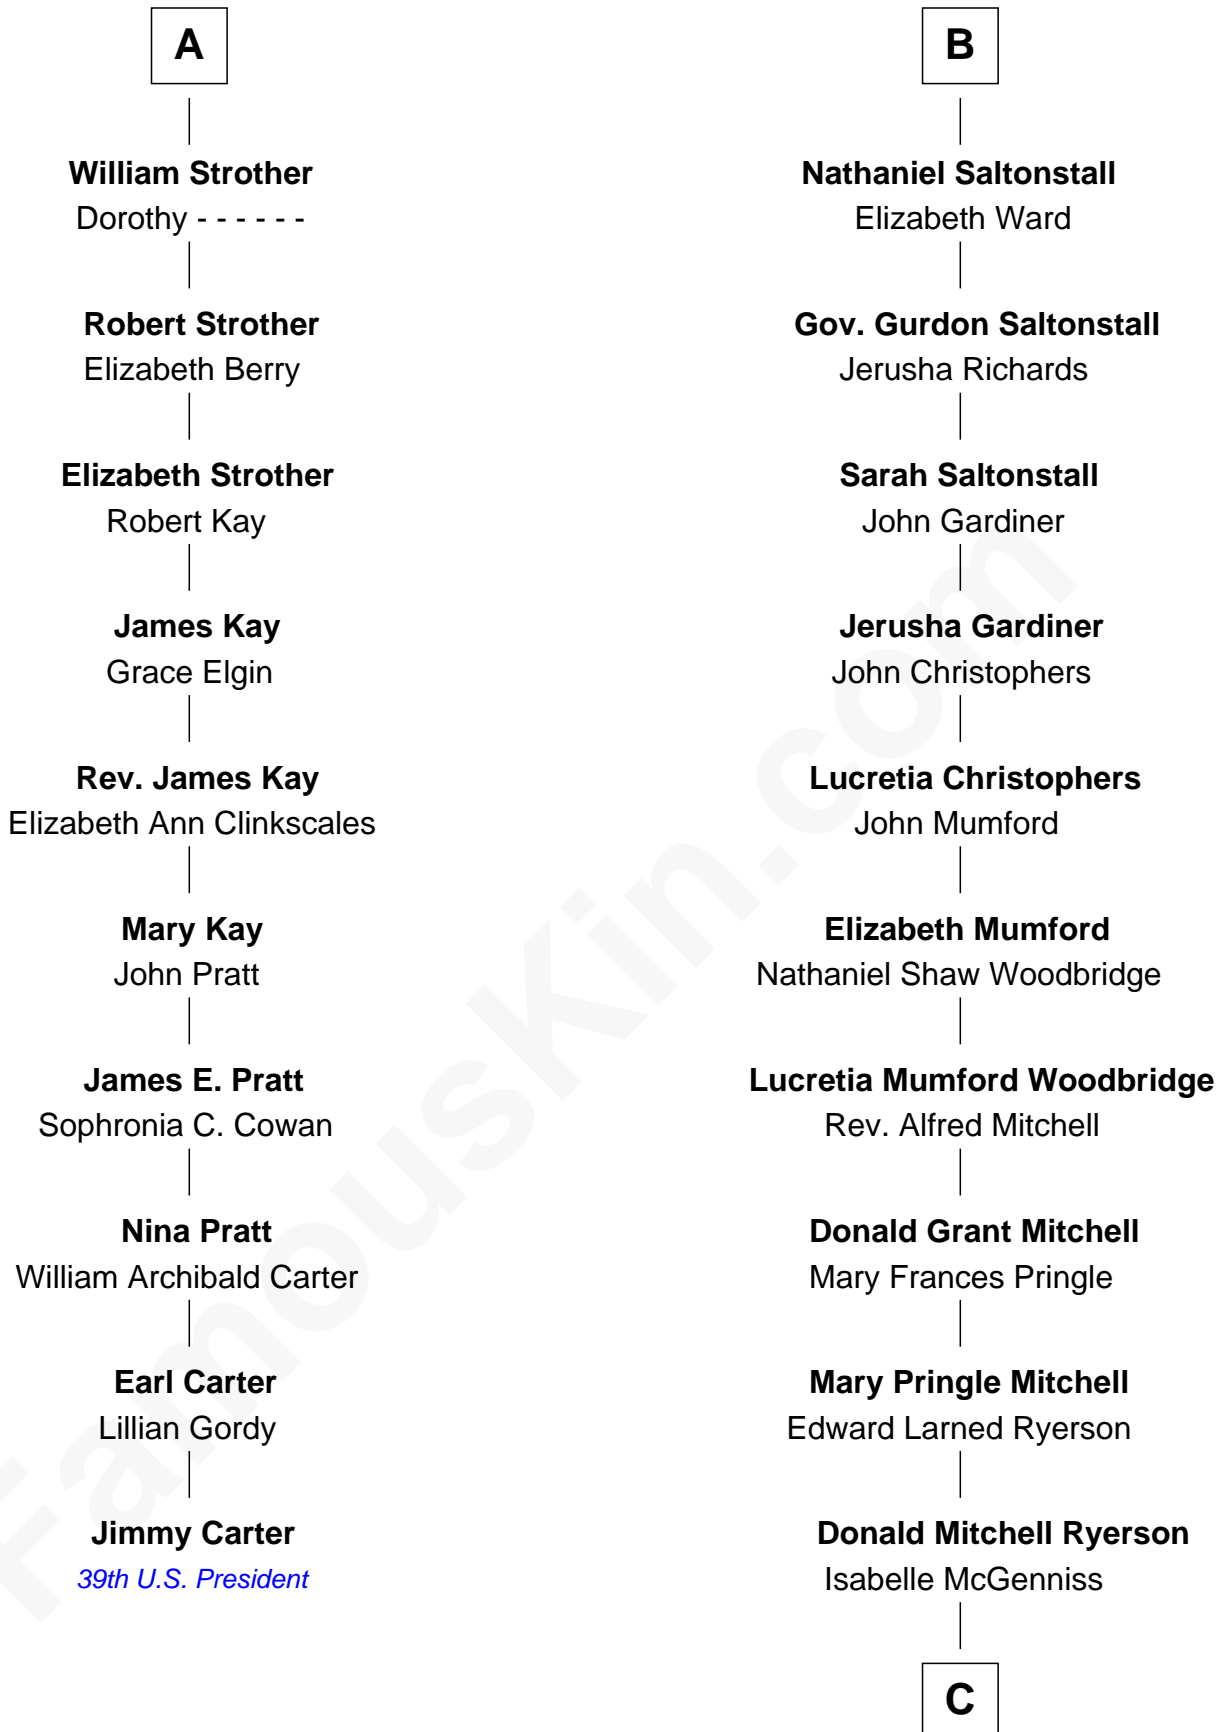 A
William Strother
Dorothy - - - - - -
Robert Strother
Elizabeth Berry
Elizabeth Strother
Robert Kay
James Kay
Grace Elgin
Rev. James Kay
Elizabeth Ann Clinkscales
Mary Kay
John Pratt
James E. Pratt
Sophronia C. Cowan
Nina Pratt
William Archibald Carter
Earl Carter
Lillian Gordy
Jimmy Carter
39th U.S. President
B
Nathaniel Saltonstall
Elizabeth Ward
Gov. Gurdon Saltonstall
Jerusha Richards
Sarah Saltonstall
John Gardiner
Jerusha Gardiner
John Christophers
Lucretia Christophers
John Mumford
Elizabeth Mumford
Nathaniel Shaw Woodbridge
Lucretia Mumford Woodbridge
Rev. Alfred Mitchell
Donald Grant Mitchell
Mary Frances Pringle
Mary Pringle Mitchell
Edward Larned Ryerson
Donald Mitchell Ryerson
Isabelle McGenniss
C
FamousKin.com